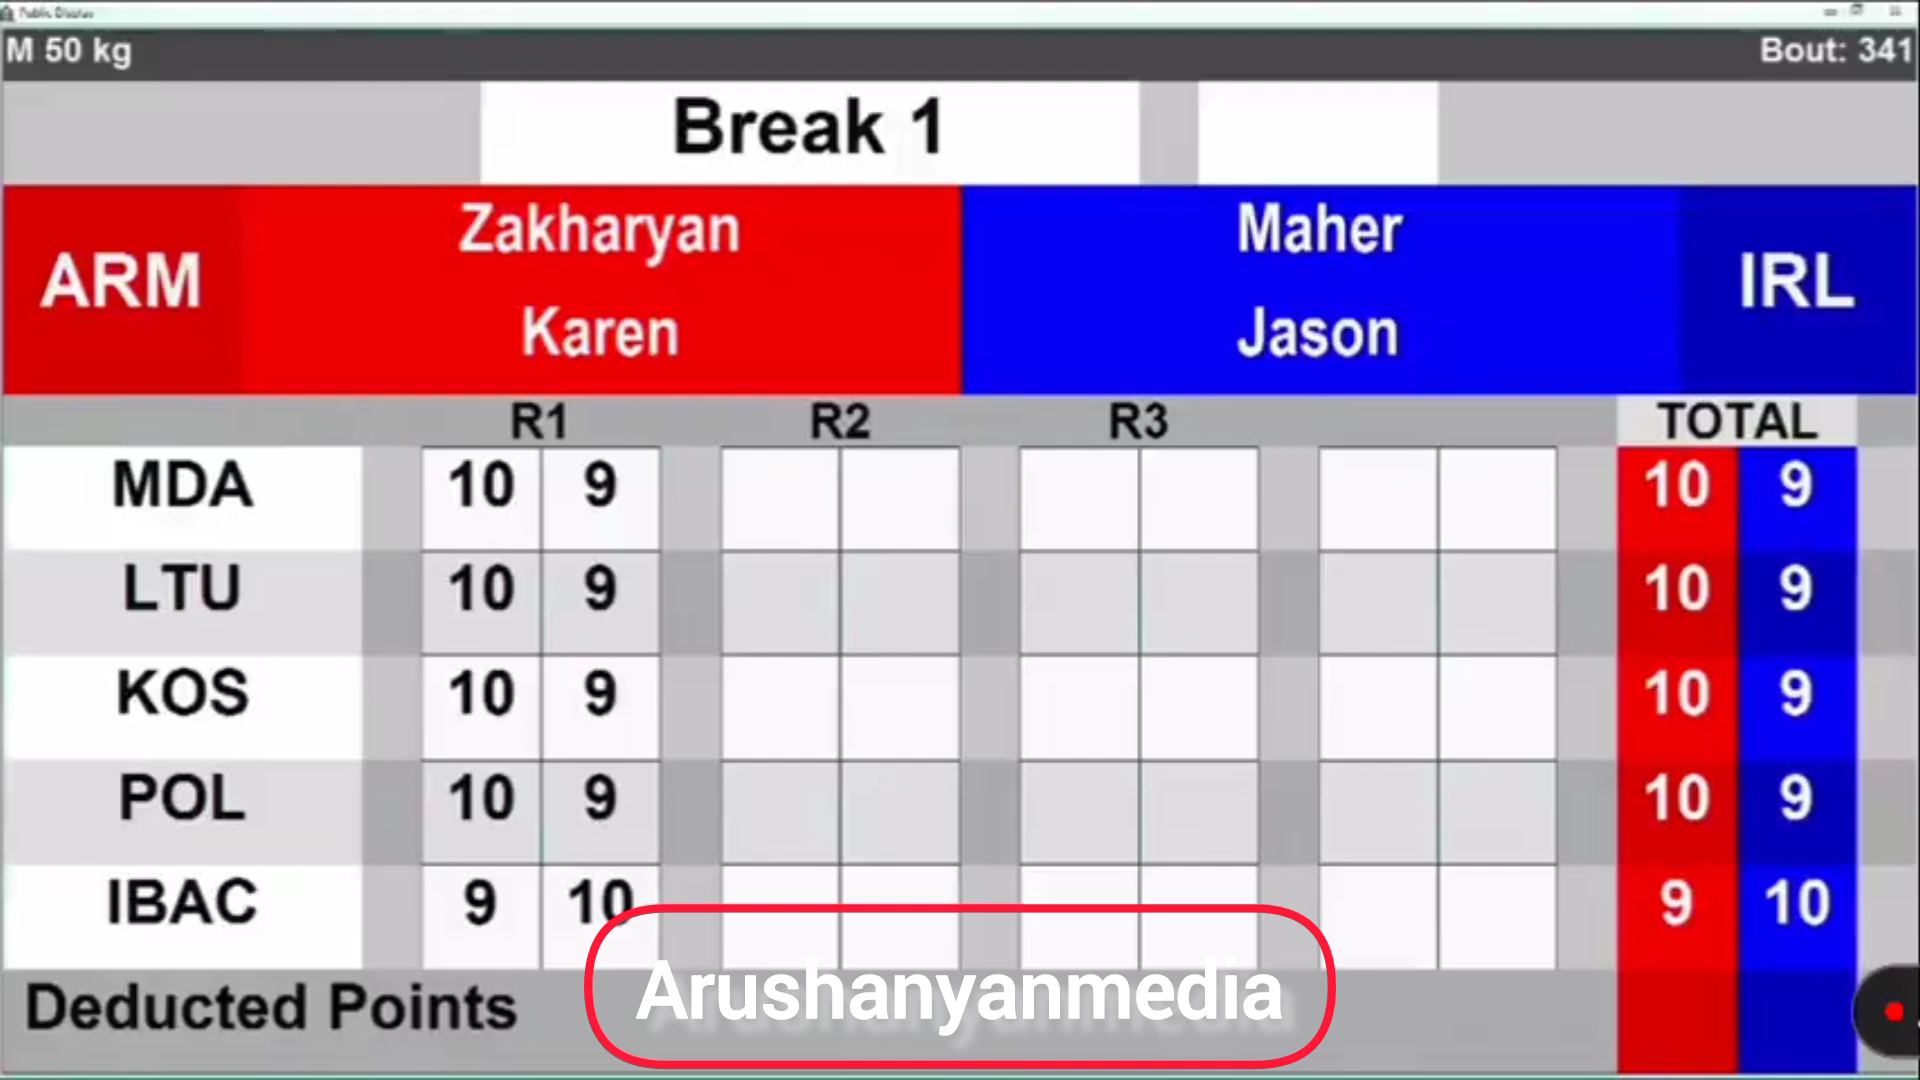 Public Display
M 50 kg Bout: 341
Break 1
ARM Zakharyan Karen Maher Jason IRL
R1 R2 R3 TOTAL
MDA 10 9 10 9
LTU 10 9 10 9
KOS 10 9 10 9
POL 10 9 10 9
IBAC 9 10 9 10
Deducted Points
Arushanyanmedia